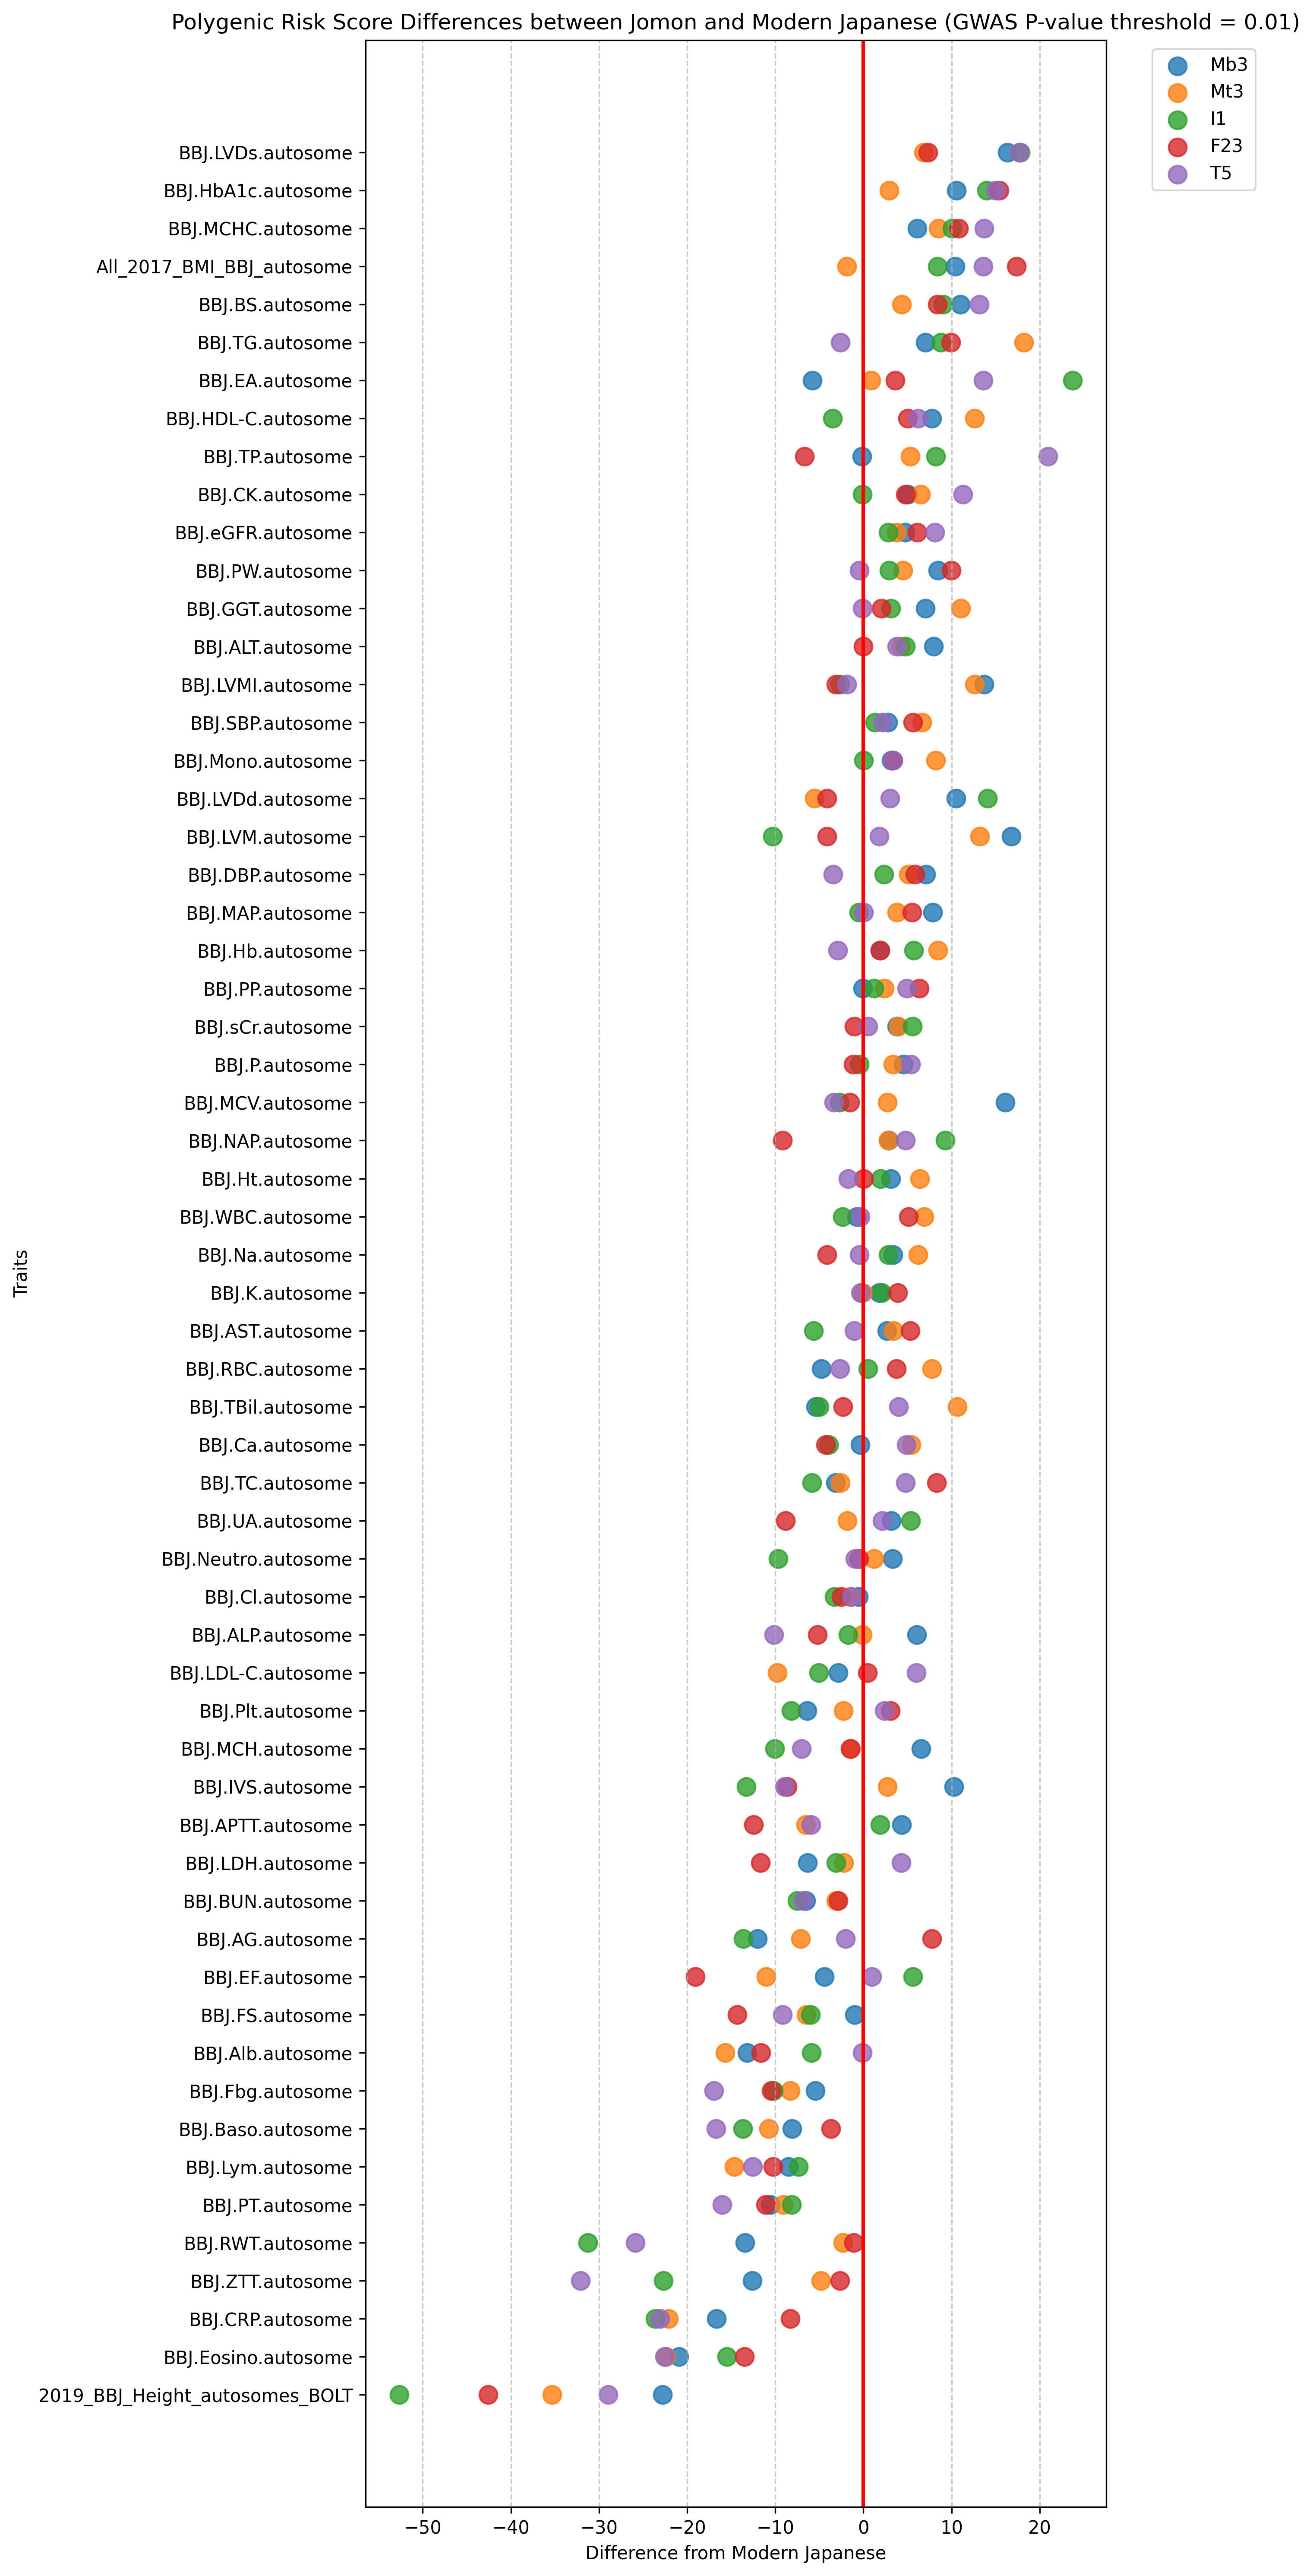 Polygenic Risk Score Differences between Jomon and Modern Japanese (GWAS P-value threshold = 0.01)
Mb3
Mt3
I1
F23
T5
BBJ.LVDs.autosome
BBJ.HbA1c.autosome
BBJ.MCHC.autosome
All_2017_BMI_BBJ_autosome
BBJ.BS.autosome
BBJ.TG.autosome
BBJ.EA.autosome
BBJ.HDL-C.autosome
BBJ.TP.autosome
BBJ.CK.autosome
BBJ.eGFR.autosome
BBJ.PW.autosome
BBJ.GGT.autosome
BBJ.ALT.autosome
BBJ.LVMI.autosome
BBJ.SBP.autosome
BBJ.Mono.autosome
BBJ.LVDd.autosome
BBJ.LVM.autosome
BBJ.DBP.autosome
BBJ.MAP.autosome
BBJ.Hb.autosome
BBJ.PP.autosome
BBJ.sCr.autosome
BBJ.P.autosome
BBJ.MCV.autosome
BBJ.NAP.autosome
BBJ.Ht.autosome
BBJ.WBC.autosome
BBJ.Na.autosome
BBJ.K.autosome
BBJ.AST.autosome
BBJ.RBC.autosome
BBJ.TBil.autosome
BBJ.Ca.autosome
BBJ.TC.autosome
BBJ.UA.autosome
BBJ.Neutro.autosome
BBJ.Cl.autosome
BBJ.ALP.autosome
BBJ.LDL-C.autosome
BBJ.Plt.autosome
BBJ.MCH.autosome
BBJ.IVS.autosome
BBJ.APTT.autosome
BBJ.LDH.autosome
BBJ.BUN.autosome
BBJ.AG.autosome
BBJ.EF.autosome
BBJ.FS.autosome
BBJ.Alb.autosome
BBJ.Fbg.autosome
BBJ.Baso.autosome
BBJ.Lym.autosome
BBJ.PT.autosome
BBJ.RWT.autosome
BBJ.ZTT.autosome
BBJ.CRP.autosome
BBJ.Eosino.autosome
2019_BBJ_Height_autosomes_BOLT
Traits
−50 −40 −30 −20 −10 0 10 20
Difference from Modern Japanese